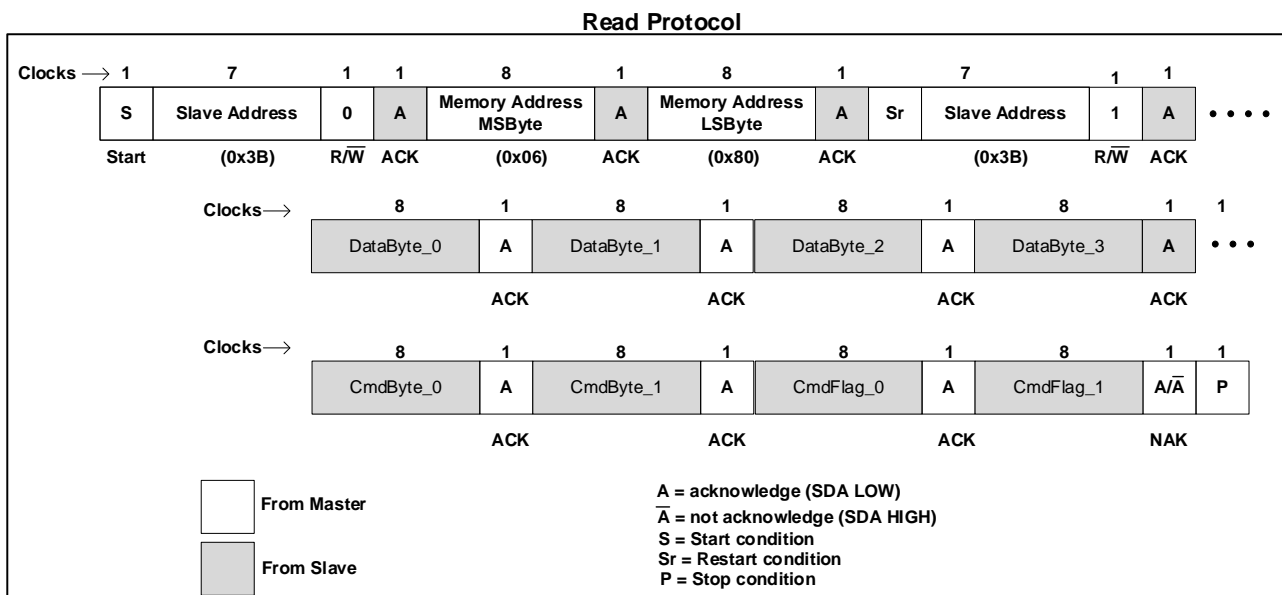 Read Protocol
Clocks → 1 7 1 1 8 1 8 1 7 1 1
S Slave Address 0 A Memory Address MSByte A Memory Address LSByte A Sr Slave Address 1 A • • • •
Start (0x3B) R/W̅ ACK (0x06) ACK (0x80) ACK (0x3B) R/W̅ ACK
Clocks → 8 1 8 1 8 1 8 1 1
DataByte_0 A DataByte_1 A DataByte_2 A DataByte_3 A • • •
ACK ACK ACK ACK
Clocks → 8 1 8 1 8 1 8 1 1
CmdByte_0 A CmdByte_1 A CmdFlag_0 A CmdFlag_1 A/A̅ P
ACK ACK ACK NAK
From Master
From Slave
A = acknowledge (SDA LOW)
A̅ = not acknowledge (SDA HIGH)
S = Start condition
Sr = Restart condition
P = Stop condition